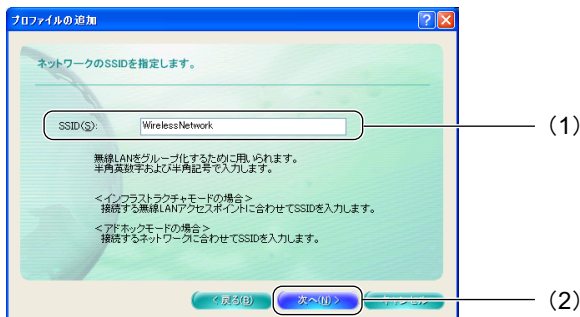 プロファイルの追加
ネットワークのSSIDを指定します。
SSID(S): WirelessNetwork
(1)
無線LANをグループ化するために用いられます。
半角英数字および半角記号で入力します。
<インフラストラクチャモードの場合>
接続する無線LANアクセスポイントに合わせてSSIDを入力します。
<アドホックモードの場合>
接続するネットワークに合わせてSSIDを入力します。
< 戻る(B) 次へ(N) > キャンセル
(2)